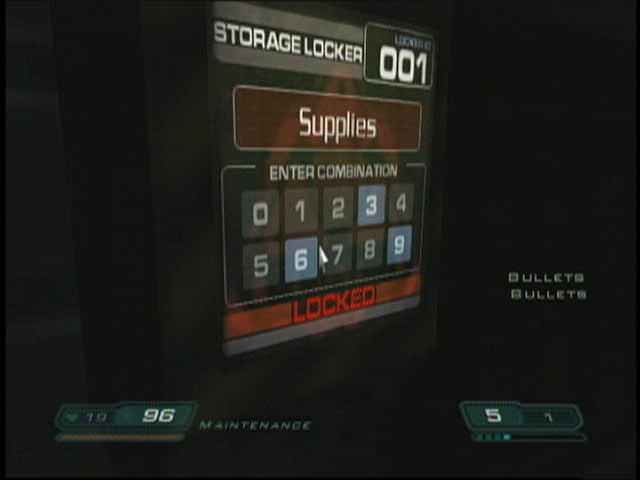 STORAGE LOCKER
LOCKER ID
001
Supplies
ENTER COMBINATION
0 1 2 3 4
5 6 7 8 9
LOCKED
BULLETS
BULLETS
19 96
MAINTENANCE
5 1